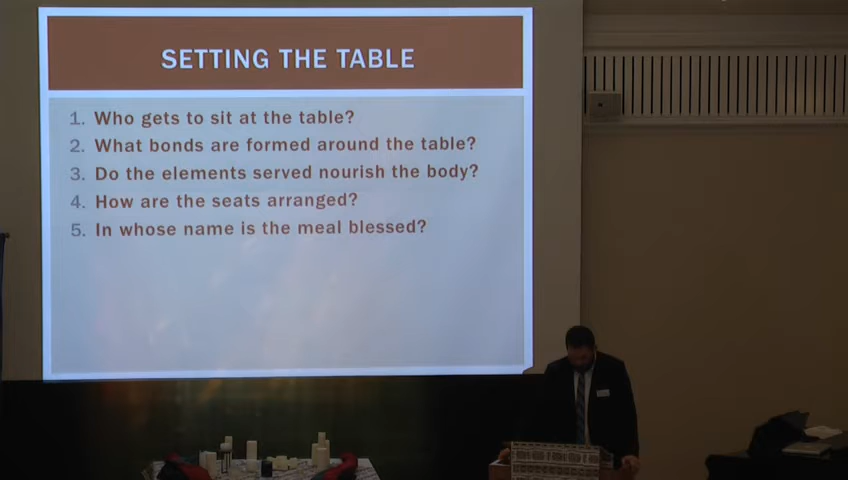 SETTING THE TABLE
1. Who gets to sit at the table?
2. What bonds are formed around the table?
3. Do the elements served nourish the body?
4. How are the seats arranged?
5. In whose name is the meal blessed?